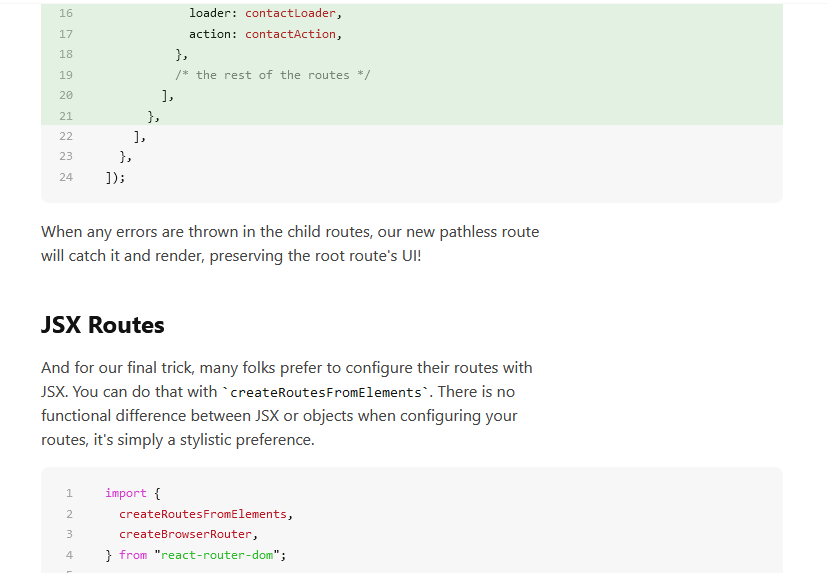 16 loader: contactLoader,
17 action: contactAction,
18 },
19 /* the rest of the routes */
20 ],
21 },
22 ],
23 },
24 ]);
When any errors are thrown in the child routes, our new pathless route
will catch it and render, preserving the root route's UI!
JSX Routes
And for our final trick, many folks prefer to configure their routes with
JSX. You can do that with `createRoutesFromElements`. There is no
functional difference between JSX or objects when configuring your
routes, it's simply a stylistic preference.
1 import {
2 createRoutesFromElements,
3 createBrowserRouter,
4 } from "react-router-dom";